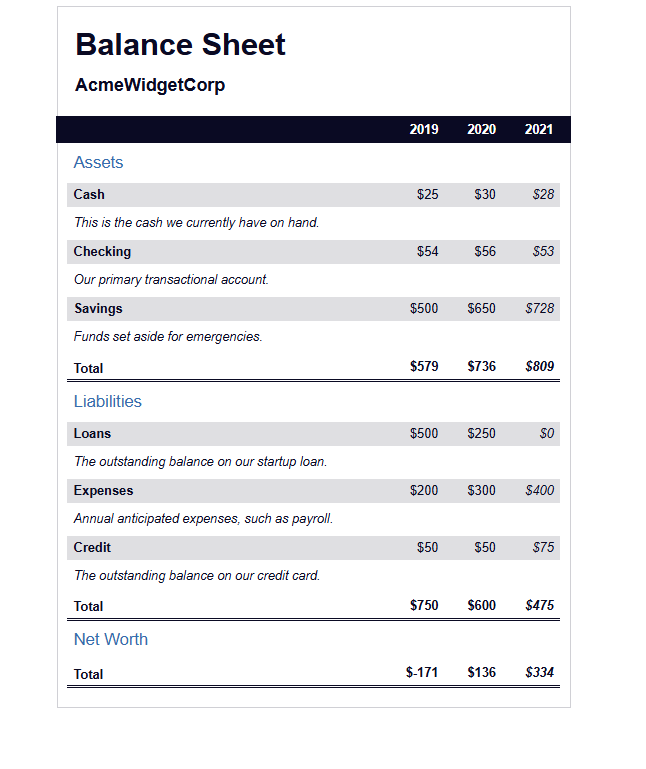 Balance Sheet
AcmeWidgetCorp
2019 2020 2021
Assets
Cash $25 $30 $28
This is the cash we currently have on hand.
Checking $54 $56 $53
Our primary transactional account.
Savings $500 $650 $728
Funds set aside for emergencies.
Total $579 $736 $809
Liabilities
Loans $500 $250 $0
The outstanding balance on our startup loan.
Expenses $200 $300 $400
Annual anticipated expenses, such as payroll.
Credit $50 $50 $75
The outstanding balance on our credit card.
Total $750 $600 $475
Net Worth
Total $-171 $136 $334